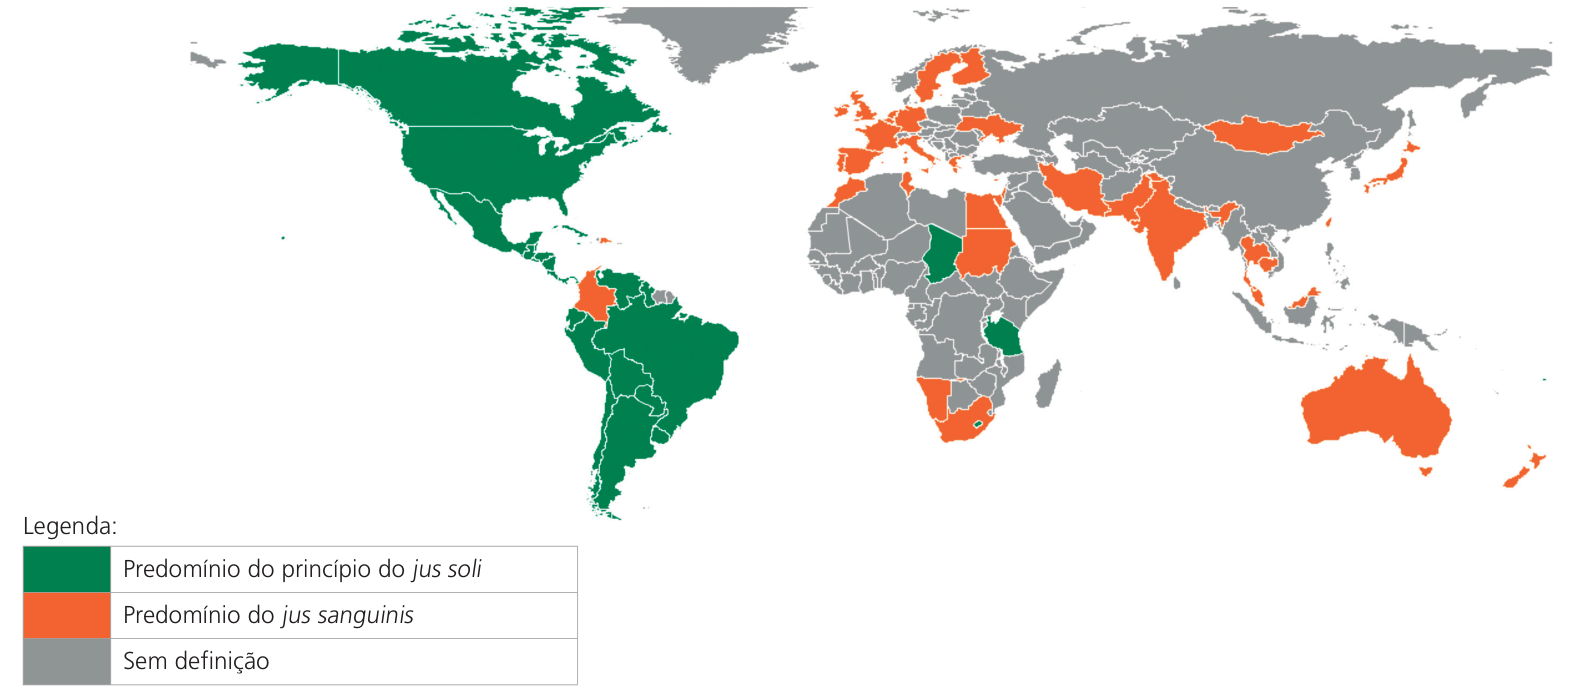 Legenda:
Predomínio do princípio do jus soli
Predomínio do jus sanguinis
Sem definição